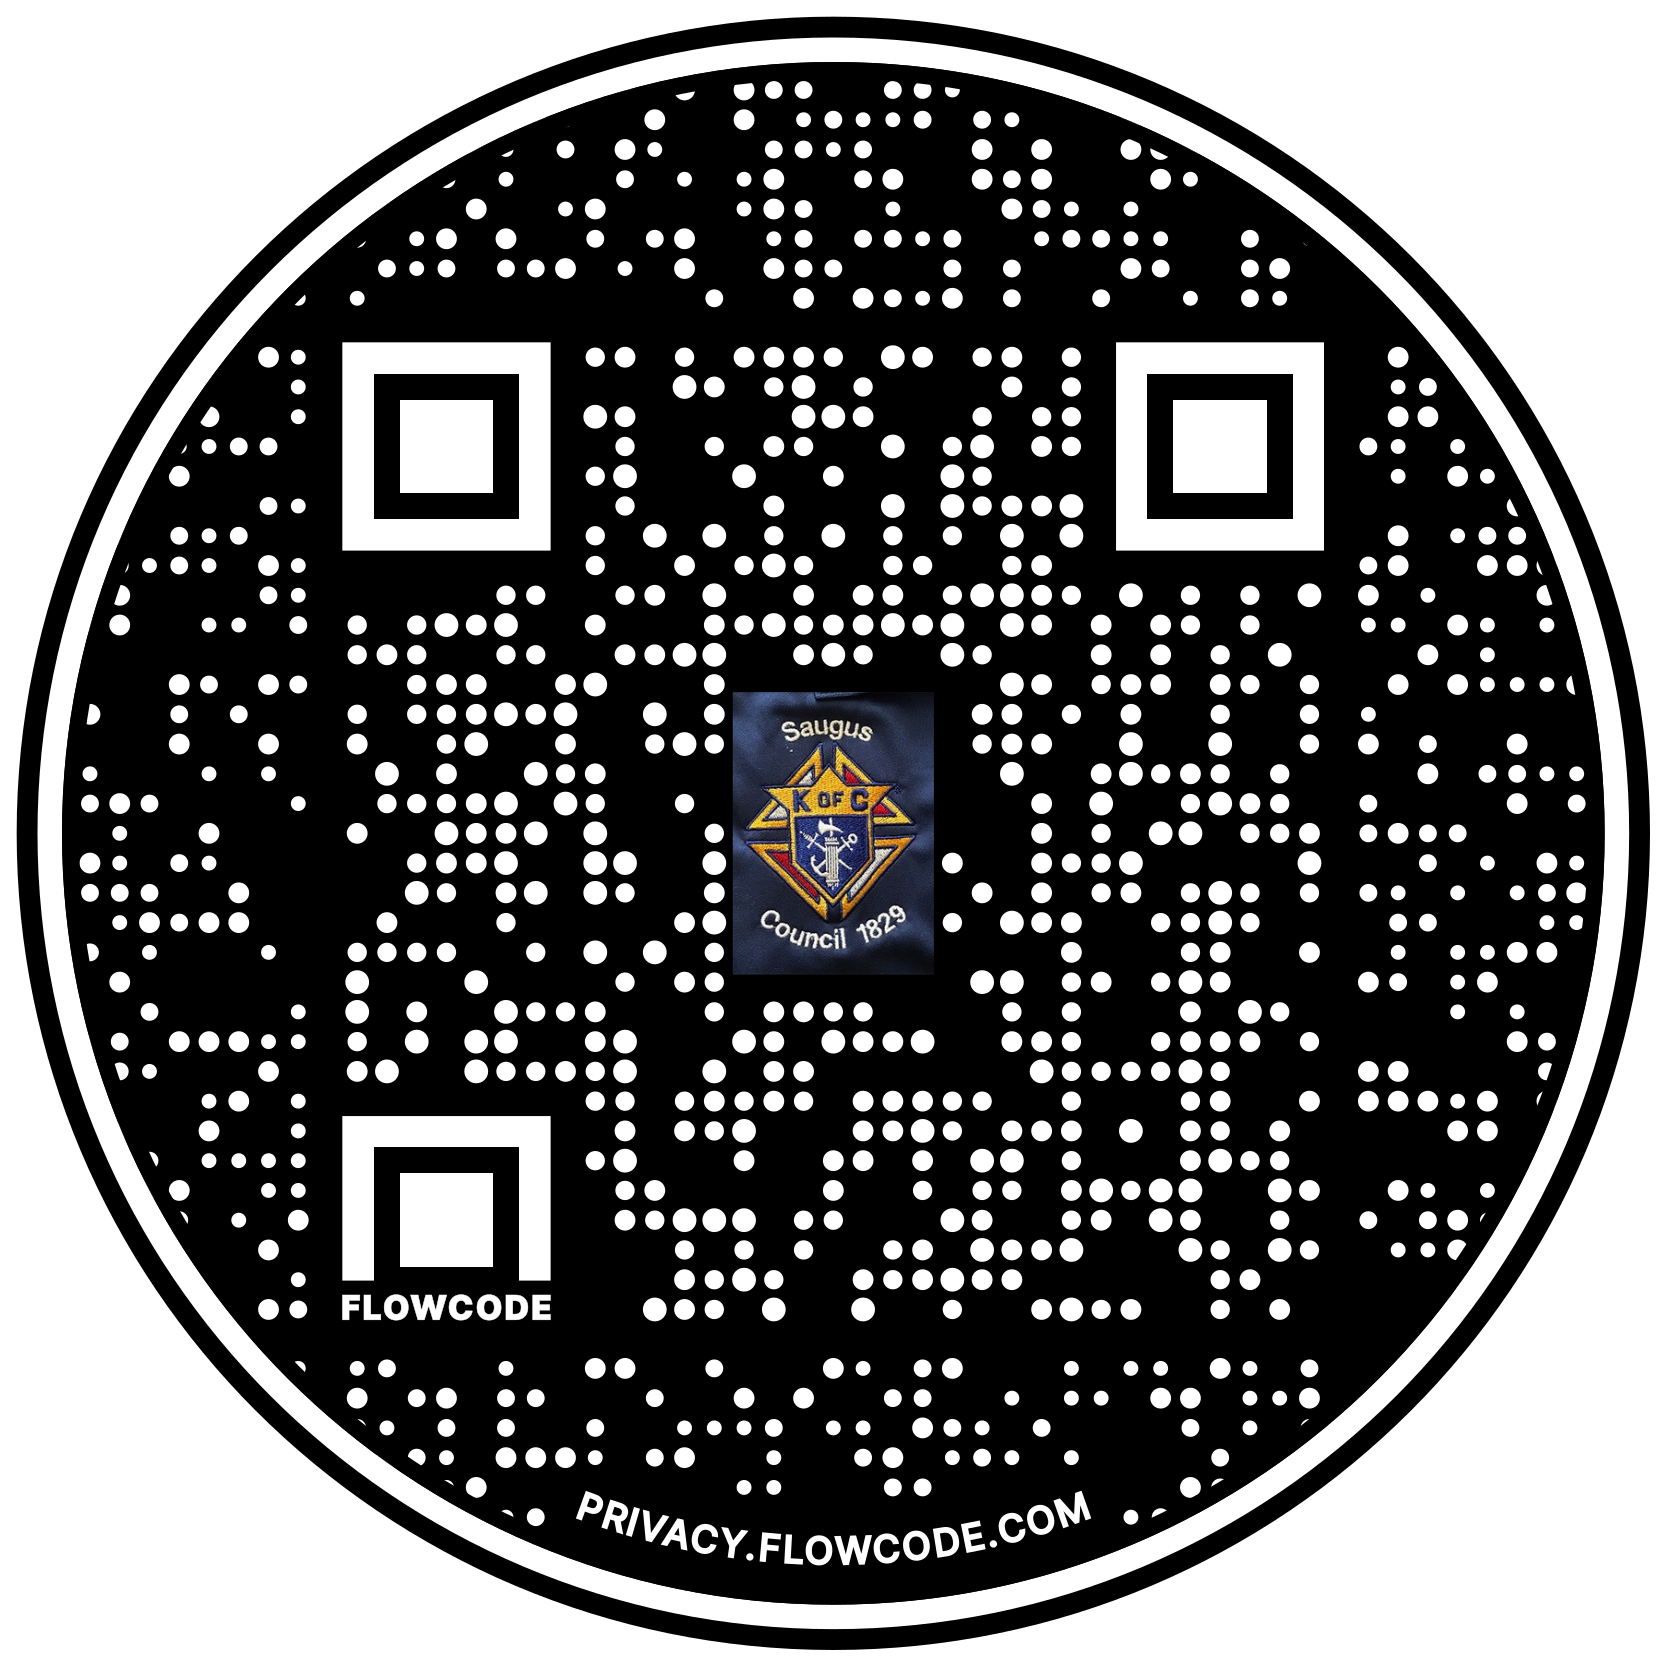 Saugus
K OF C
Council 1829
FLOWCODE
PRIVACY.FLOWCODE.COM